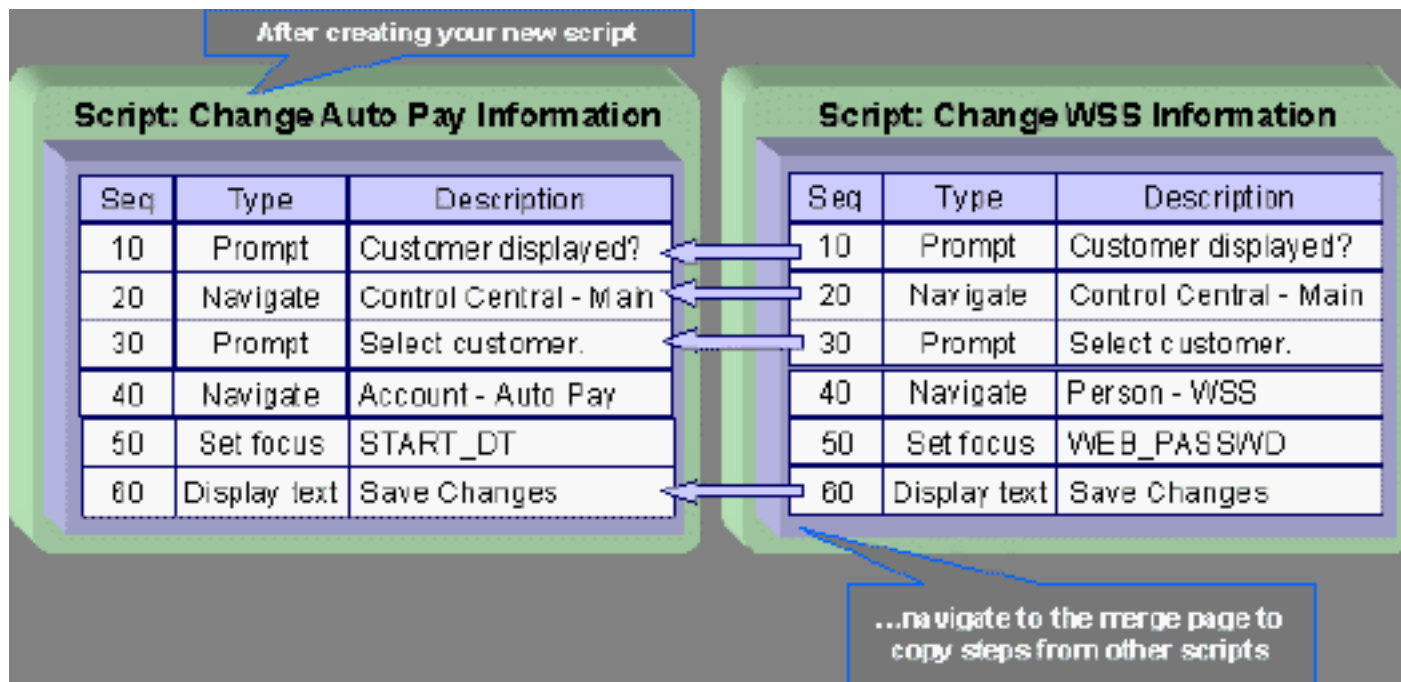 After creating your new script
Script: Change Auto Pay Information
Seq Type Description
10 Prompt Customer displayed?
20 Navigate Control Central - Main
30 Prompt Select customer.
40 Navigate Account - Auto Pay
50 Set focus START_DT
60 Display text Save Changes
Script: Change WSS Information
Seq Type Description
10 Prompt Customer displayed?
20 Navigate Control Central - Main
30 Prompt Select customer.
40 Navigate Person - WSS
50 Set focus WEB_PASSWD
60 Display text Save Changes
...navigate to the merge page to
copy steps from other scripts